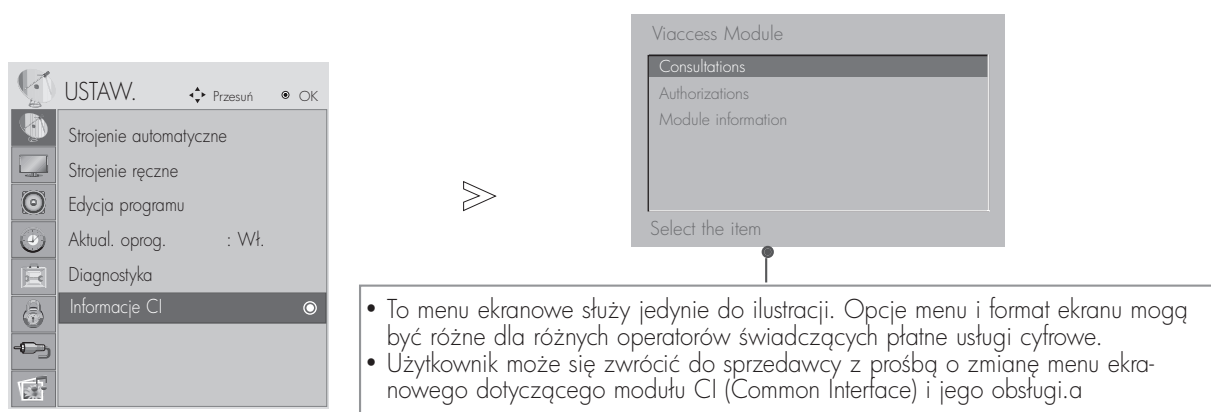 USTAW. Przesuń OK
Strojenie automatyczne
Strojenie ręczne
Edycja programu
Aktual. oprog. : Wł.
Diagnostyka
Informacje CI
Viaccess Module
Consultations
Authorizations
Module information
Select the item
• To menu ekranowe służy jedynie do ilustracji. Opcje menu i format ekranu mogą
być różne dla różnych operatorów świadczących płatne usługi cyfrowe.
• Użytkownik może się zwrócić do sprzedawcy z prośbą o zmianę menu ekra-
nowego dotyczącego modułu CI (Common Interface) i jego obsługi.a